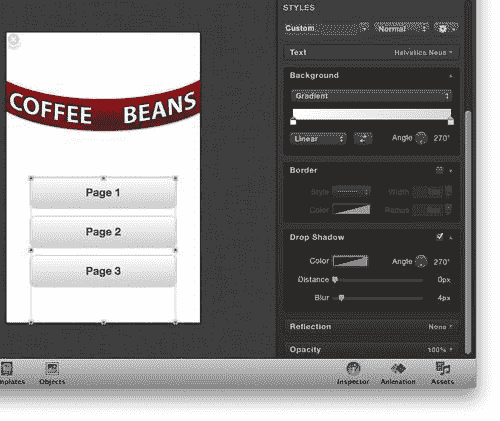 STYLES
Custom Normal
Text Helvetica Neue
Background
Gradient
Linear Angle 270°
Border
Style Width
Color Radius
Drop Shadow
Color Angle 270°
Distance 0px
Blur 4px
Reflection None
Opacity 100%
COFFEE BEANS
Page 1
Page 2
Page 3
mplates Objects Inspector Animation Assets